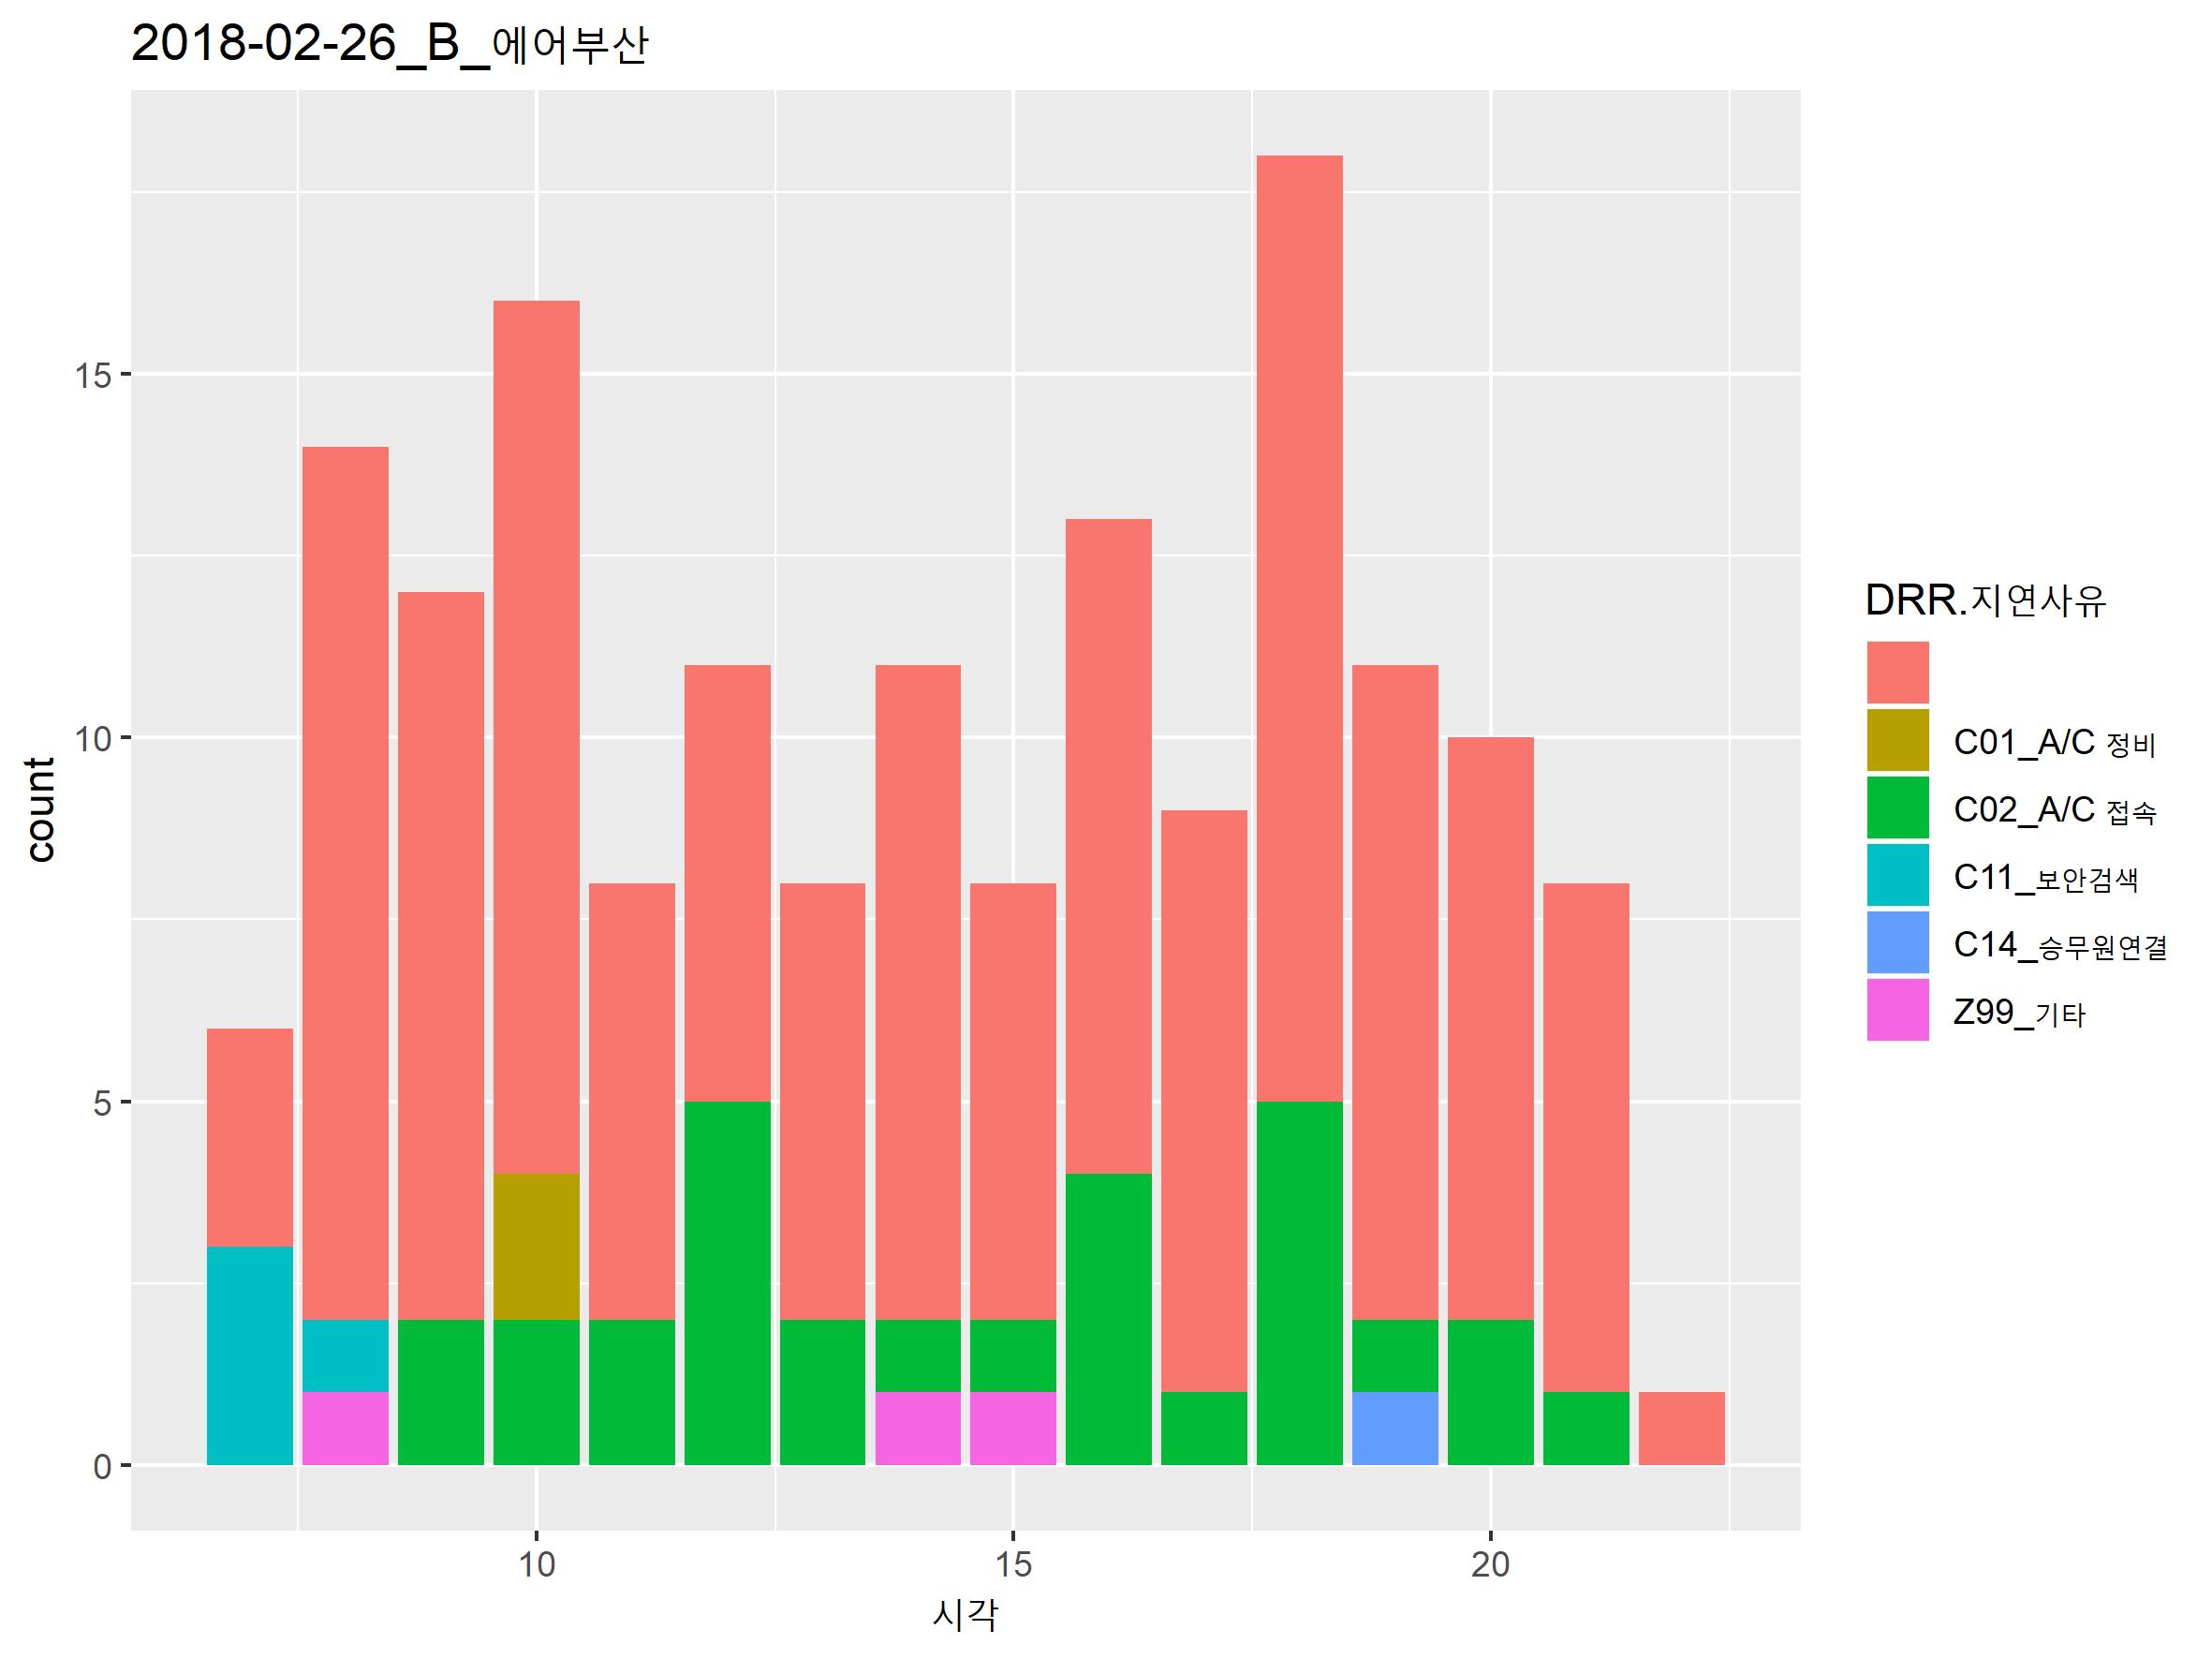 2018-02-26_B_에어부산
15
10
5
0
count
10 15 20
시각
DRR.지연사유
C01_A/C 정비
C02_A/C 접속
C11_보안검색
C14_승무원연결
Z99_기타